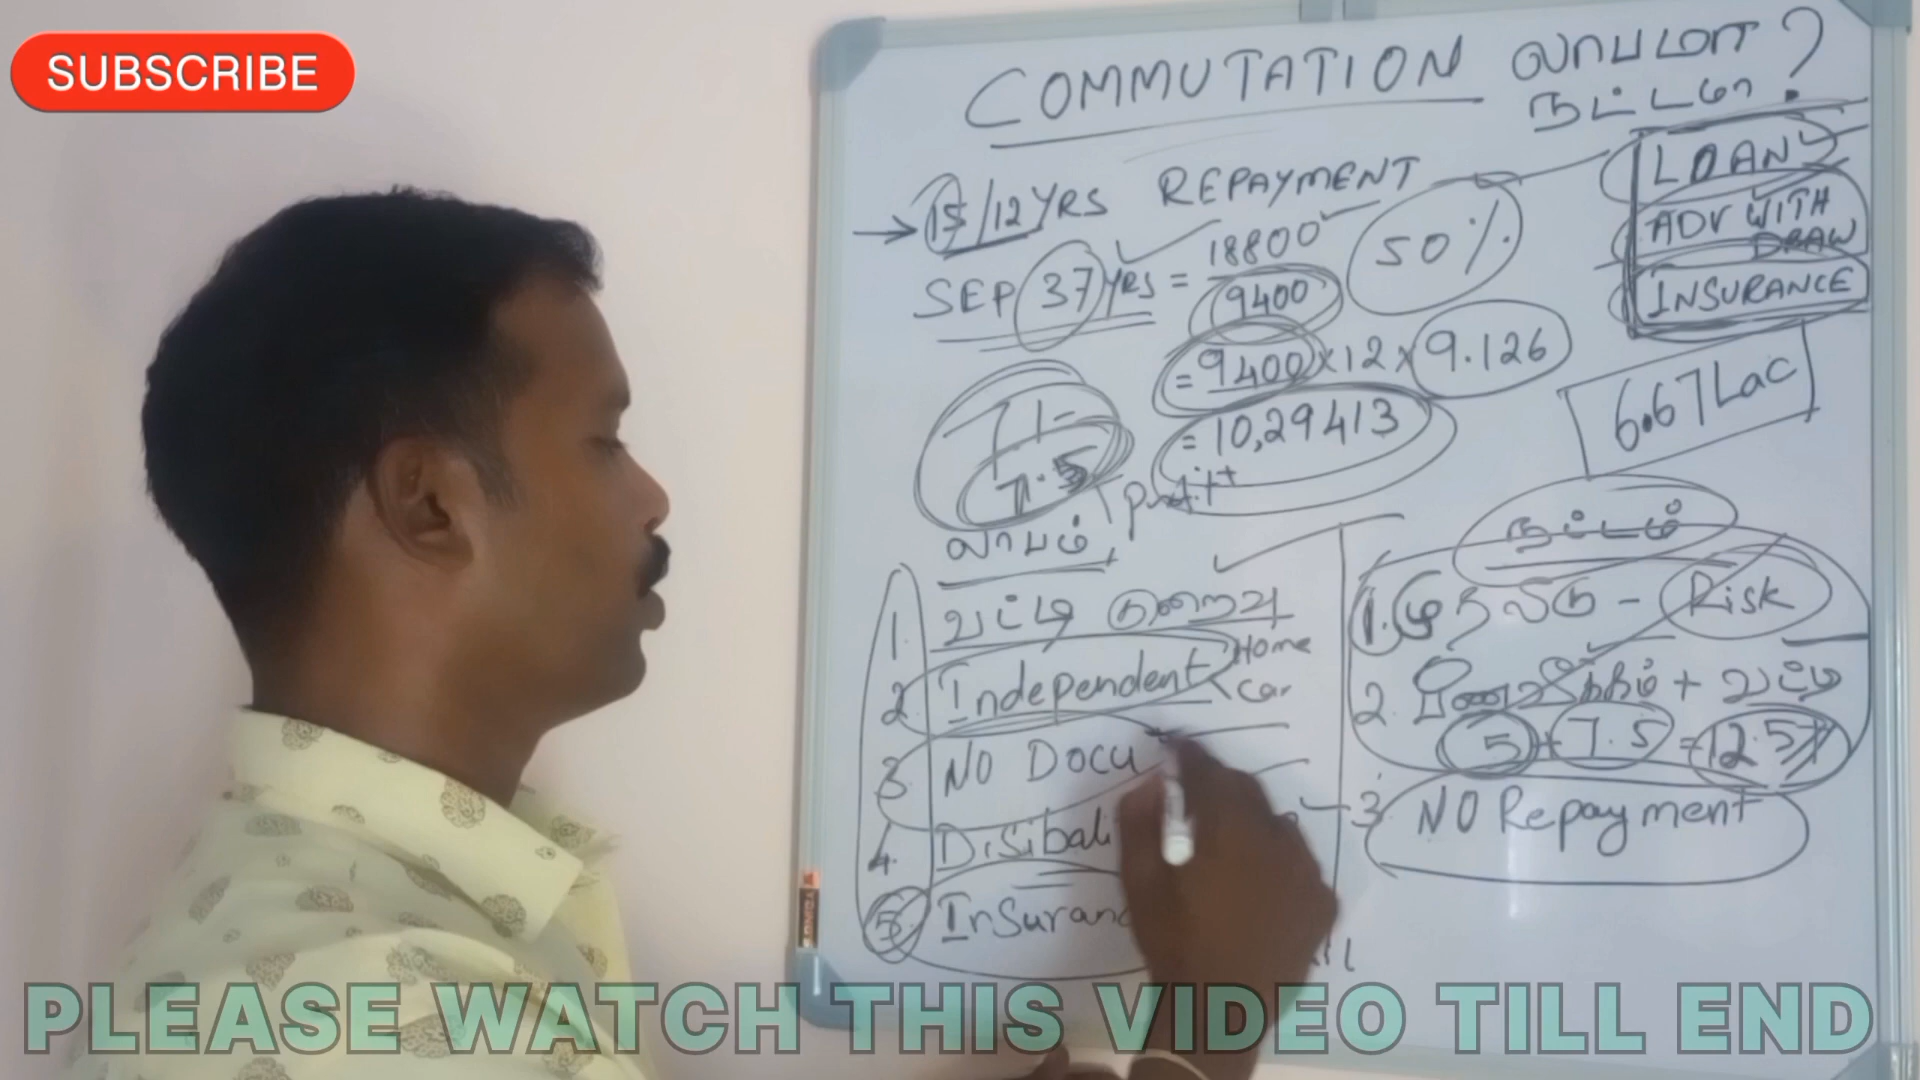 SUBSCRIBE
COMMUTATION லாபமா
நட்டமா ?
→ 15/12 YRS REPAYMENT
SEP 37 YRS = 18800
9400
50%
LOAN
ADV WITH
DRAW
INSURANCE
= 9400 × 12 × 9.126
= 10,29413
6.67 Lac
7.5
லாபம்
profit
1. வட்டி குறைவு
2. Independent
Home
Car
3 NO DOCU
4. Disibali
5. Insuran
நட்டம்
1. முதலீடு - Risk
2. பணவீக்கம் + வட்டி
5 + 7.5 = 12.5%
3. NO Repayment
PLEASE WATCH THIS VIDEO TILL END